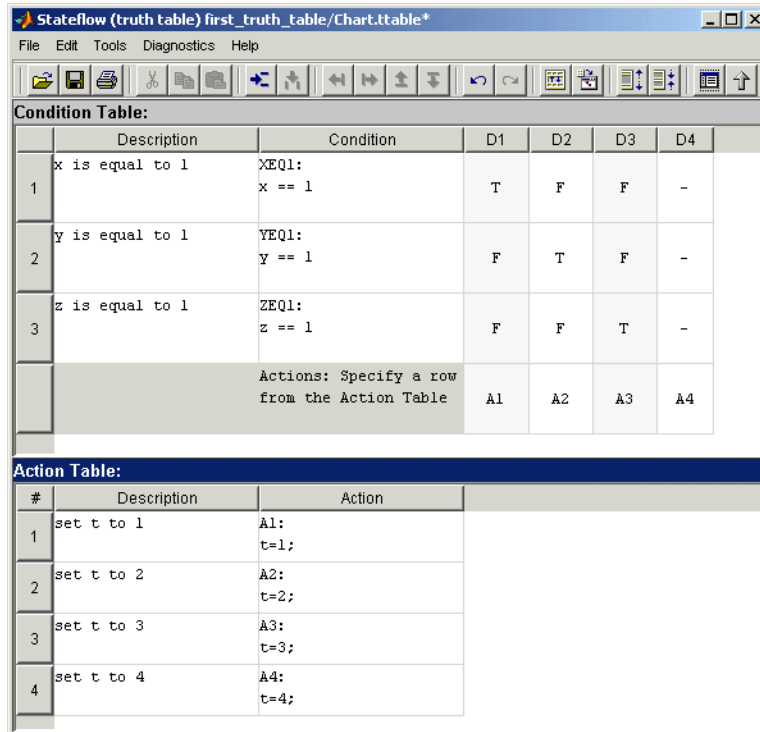 Stateflow (truth table) first_truth_table/Chart.ttable*
File Edit Tools Diagnostics Help
Condition Table:
Description Condition D1 D2 D3 D4
1 x is equal to 1 XEQ1:
x == 1 T F F -
2 y is equal to 1 YEQ1:
y == 1 F T F -
3 z is equal to 1 ZEQ1:
z == 1 F F T -
Actions: Specify a row
from the Action Table A1 A2 A3 A4
Action Table:
# Description Action
1 set t to 1 A1:
t=1;
2 set t to 2 A2:
t=2;
3 set t to 3 A3:
t=3;
4 set t to 4 A4:
t=4;